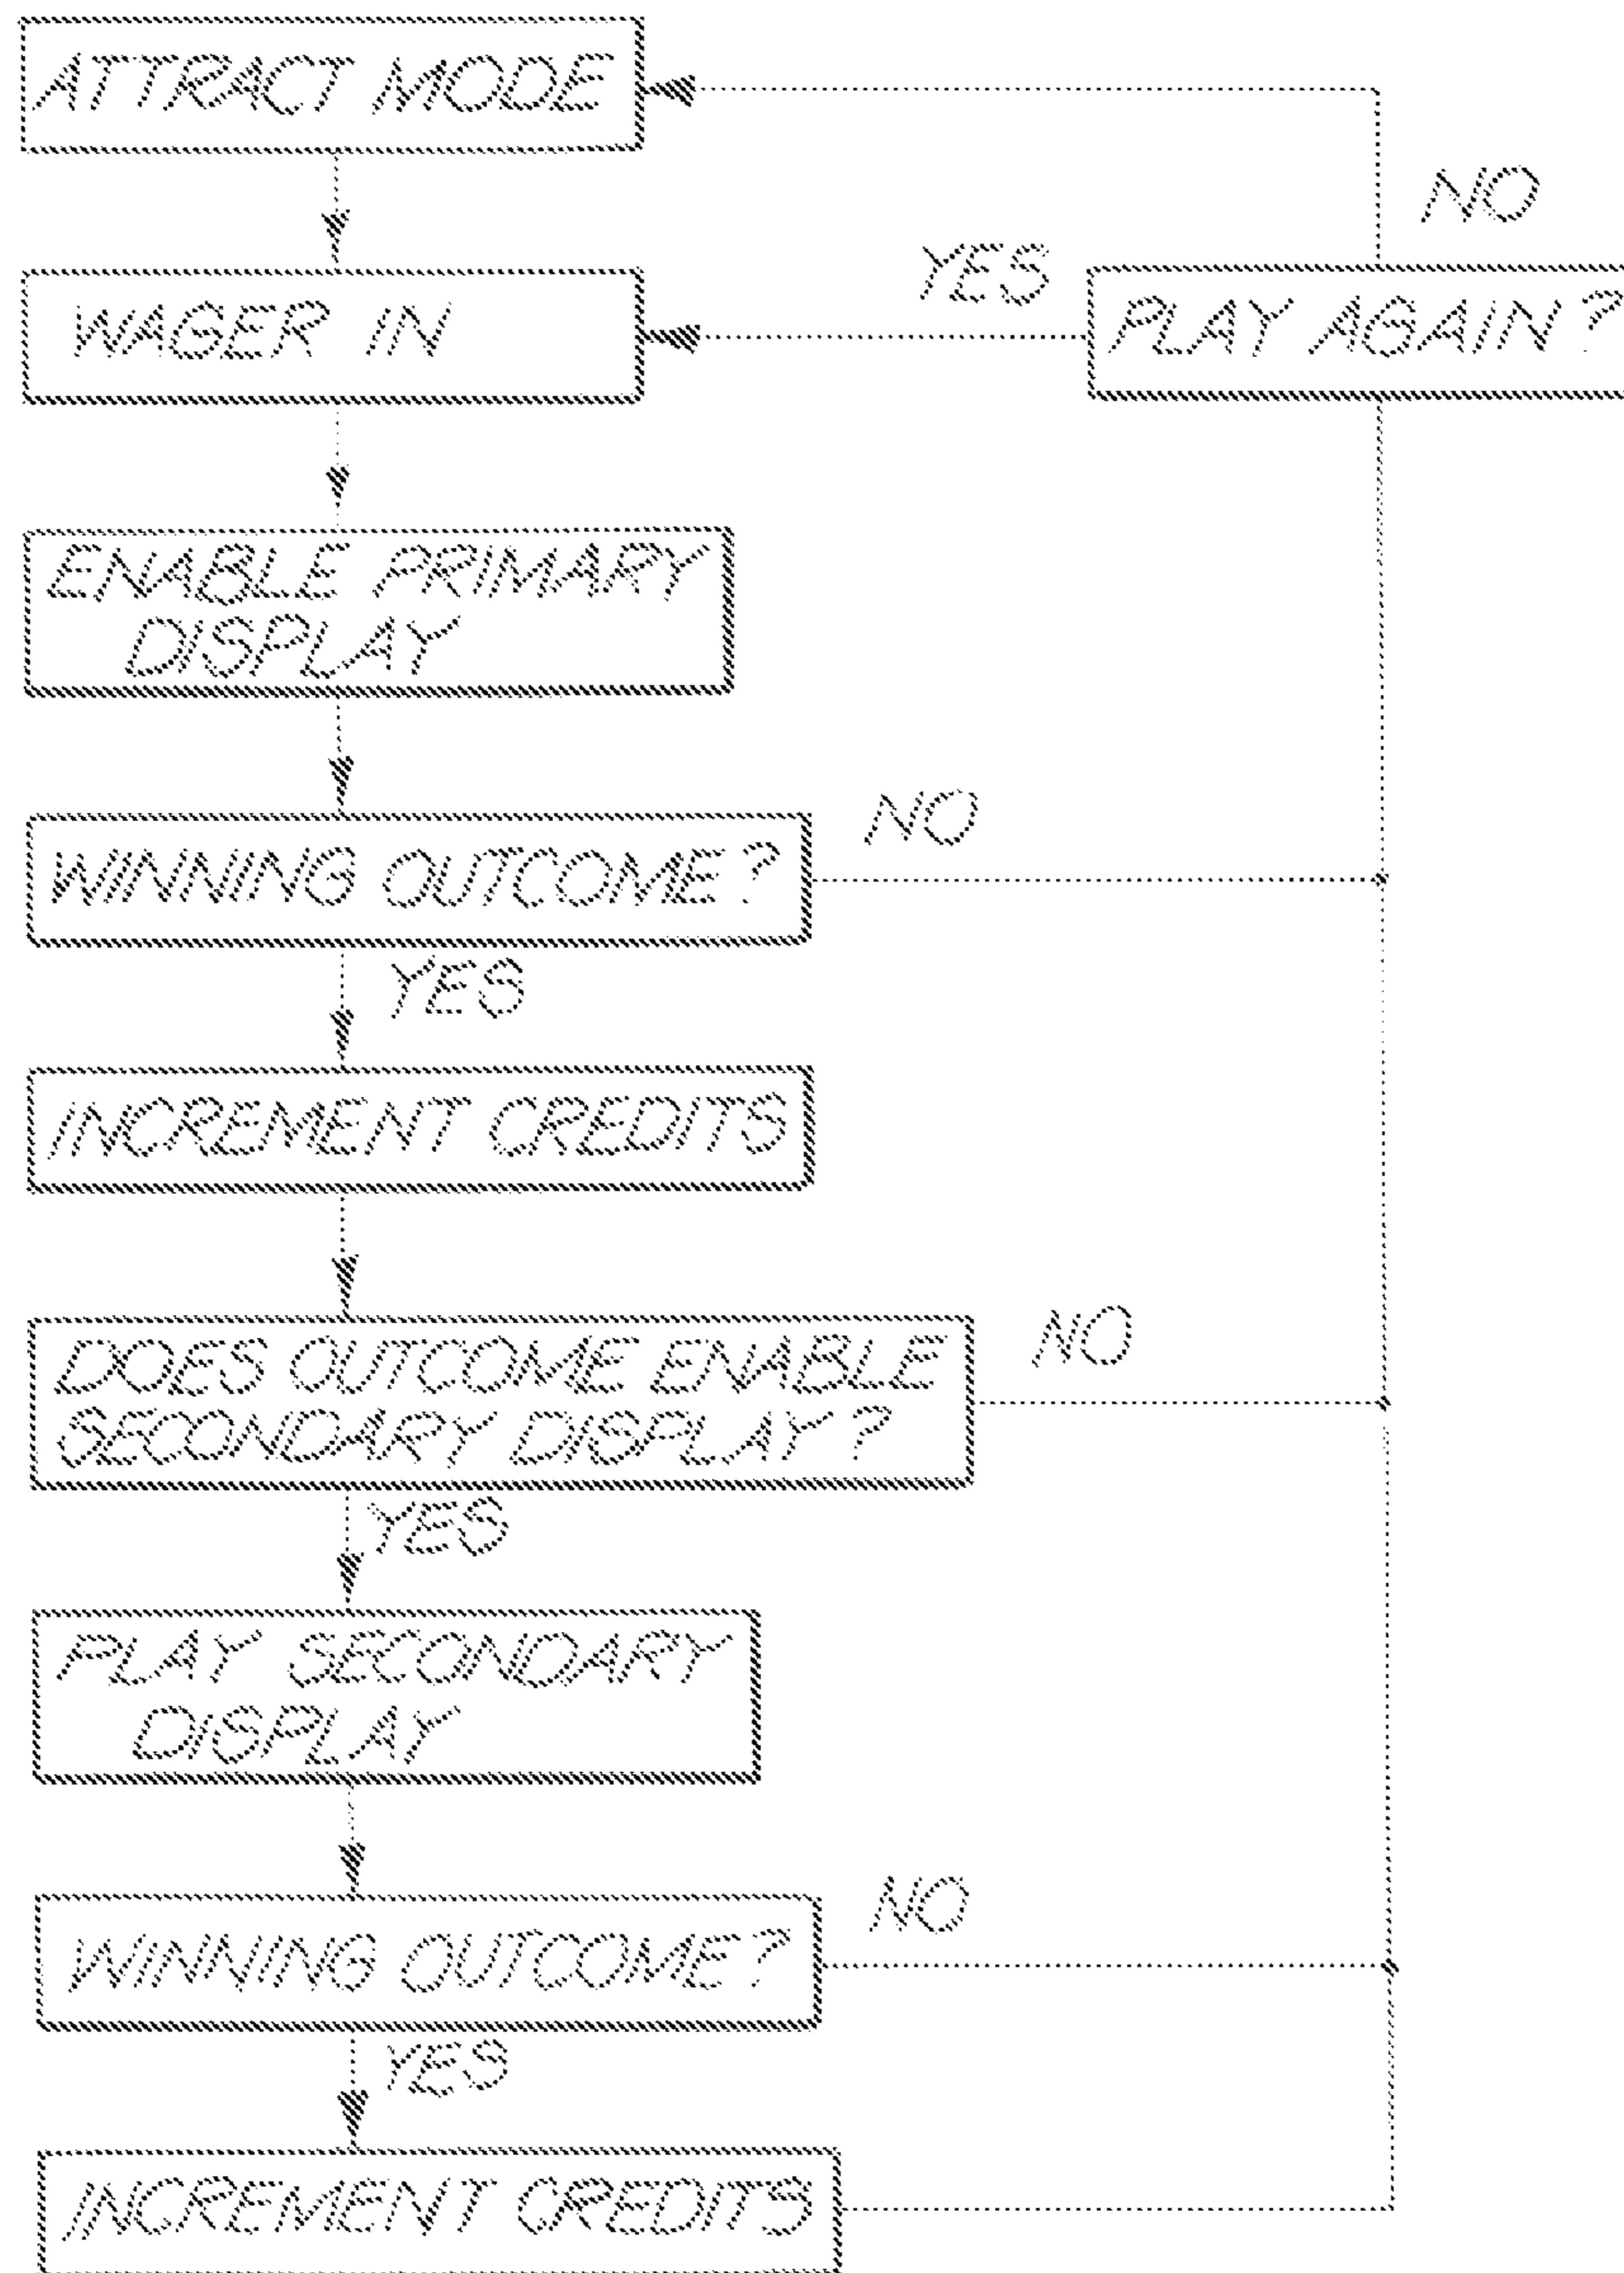 ATTRACT MODE
NO
YES
WAGER IN
PLAY AGAIN?
ENABLE PRIMARY
DISPLAY
NO
WINNING OUTCOME?
YES
INCREMENT CREDITS
NO
DOES OUTCOME ENABLE
SECONDARY DISPLAY?
YES
PLAY SECONDARY
DISPLAY
NO
WINNING OUTCOME?
YES
INCREMENT CREDITS